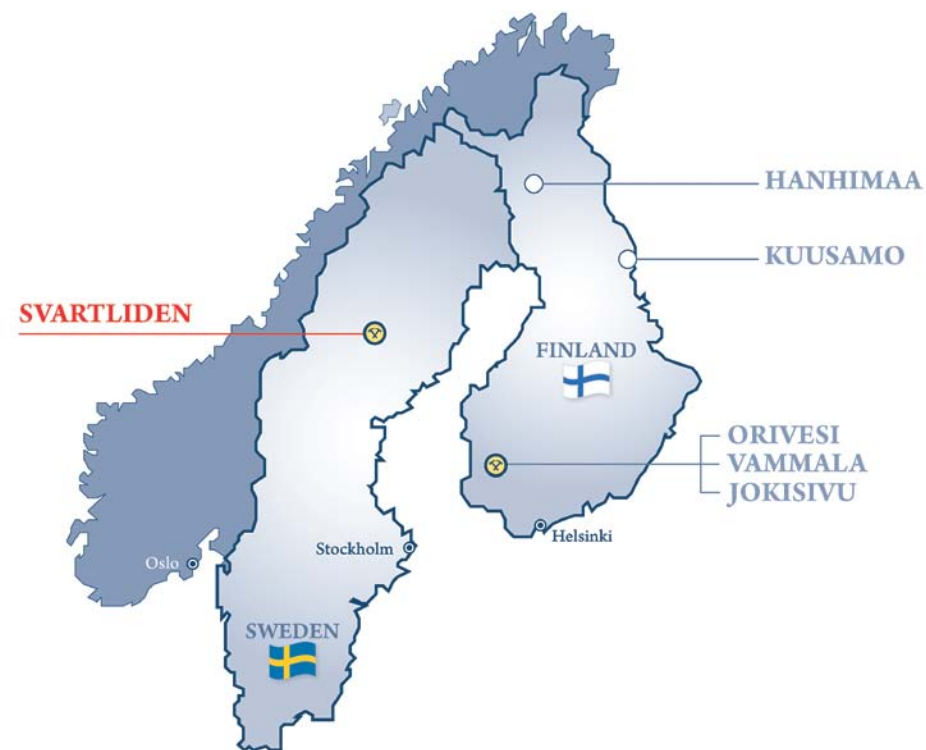 HANHIMAA
KUUSAMO
SVARTLIDEN
FINLAND
ORIVESI
VAMMALA
JOKISIVU
Helsinki
Stockholm
Oslo
SWEDEN